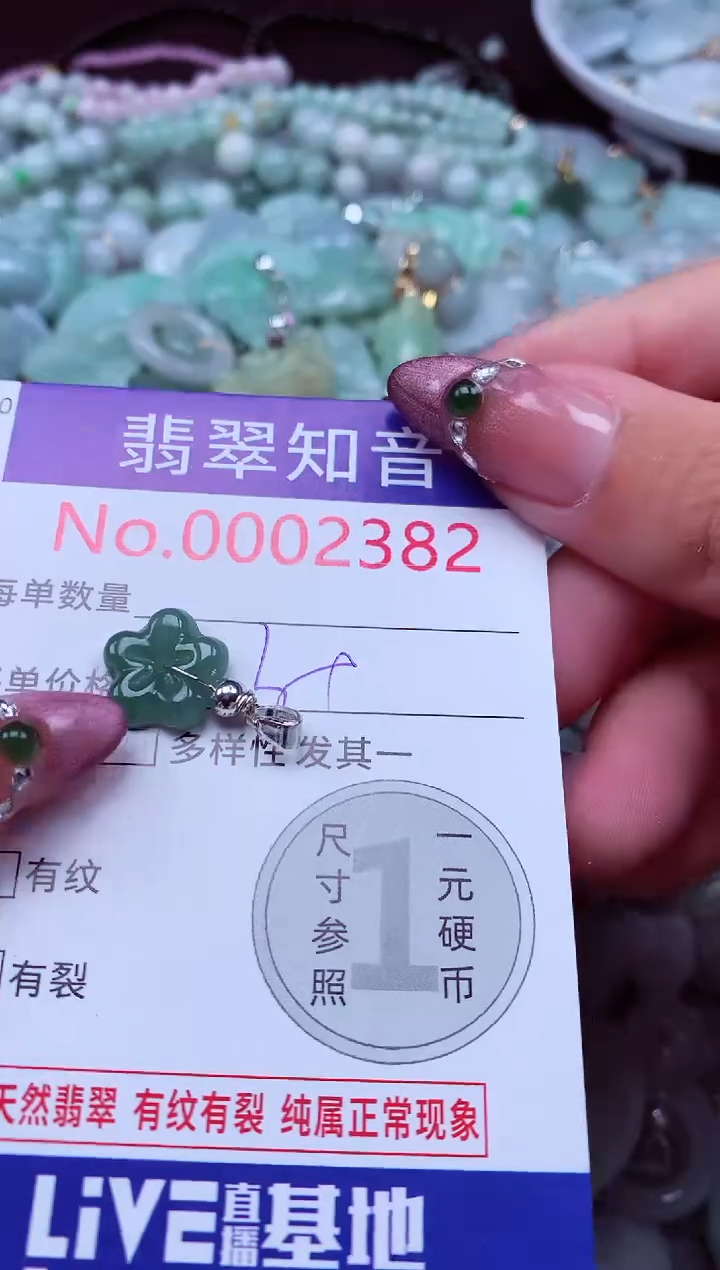 0
翡翠知音
No.0002382
每单数量
单价格
多样性 发其一
尺寸参照
一元硬币
1
有纹
有裂
天然翡翠 有纹有裂 纯属正常现象
LiVE直播基地